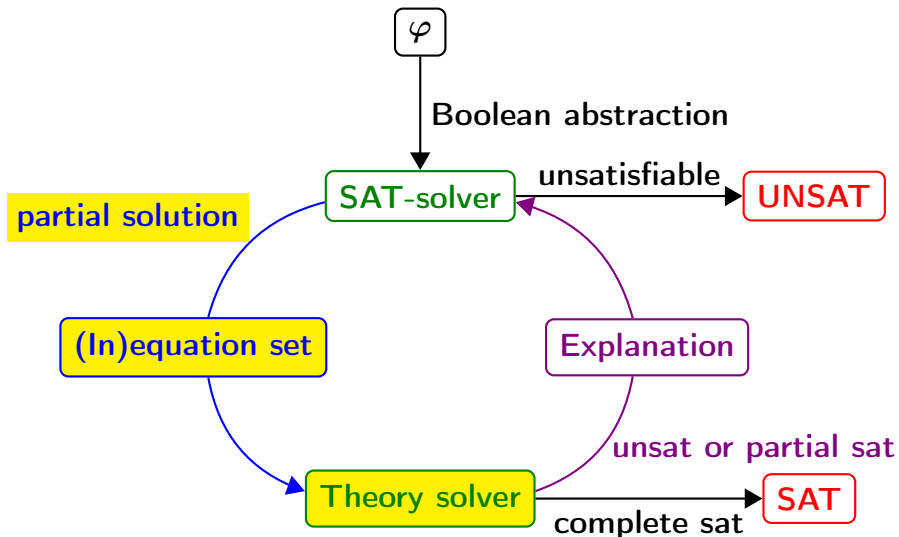 φ
Boolean abstraction
SAT-solver
unsatisfiable
UNSAT
partial solution
(In)equation set
Explanation
unsat or partial sat
Theory solver
complete sat
SAT